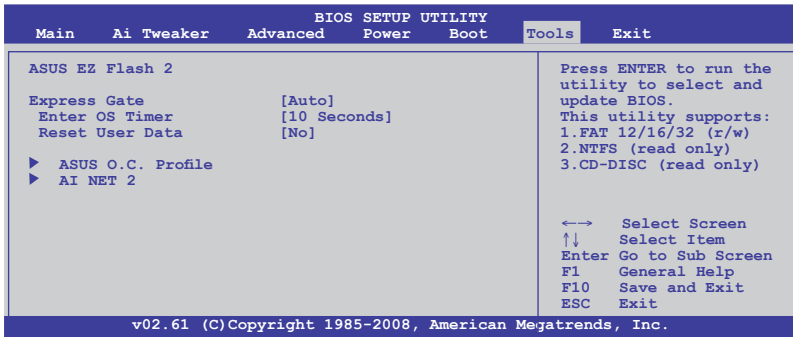 BIOS SETUP UTILITY
Main Ai Tweaker Advanced Power Boot Tools Exit
ASUS EZ Flash 2
Express Gate [Auto]
Enter OS Timer [10 Seconds]
Reset User Data [No]
▶ ASUS O.C. Profile
▶ AI NET 2
Press ENTER to run the
utility to select and
update BIOS.
This utility supports:
1.FAT 12/16/32 (r/w)
2.NTFS (read only)
3.CD-DISC (read only)
←→ Select Screen
↑↓ Select Item
Enter Go to Sub Screen
F1 General Help
F10 Save and Exit
ESC Exit
v02.61 (C)Copyright 1985-2008, American Megatrends, Inc.